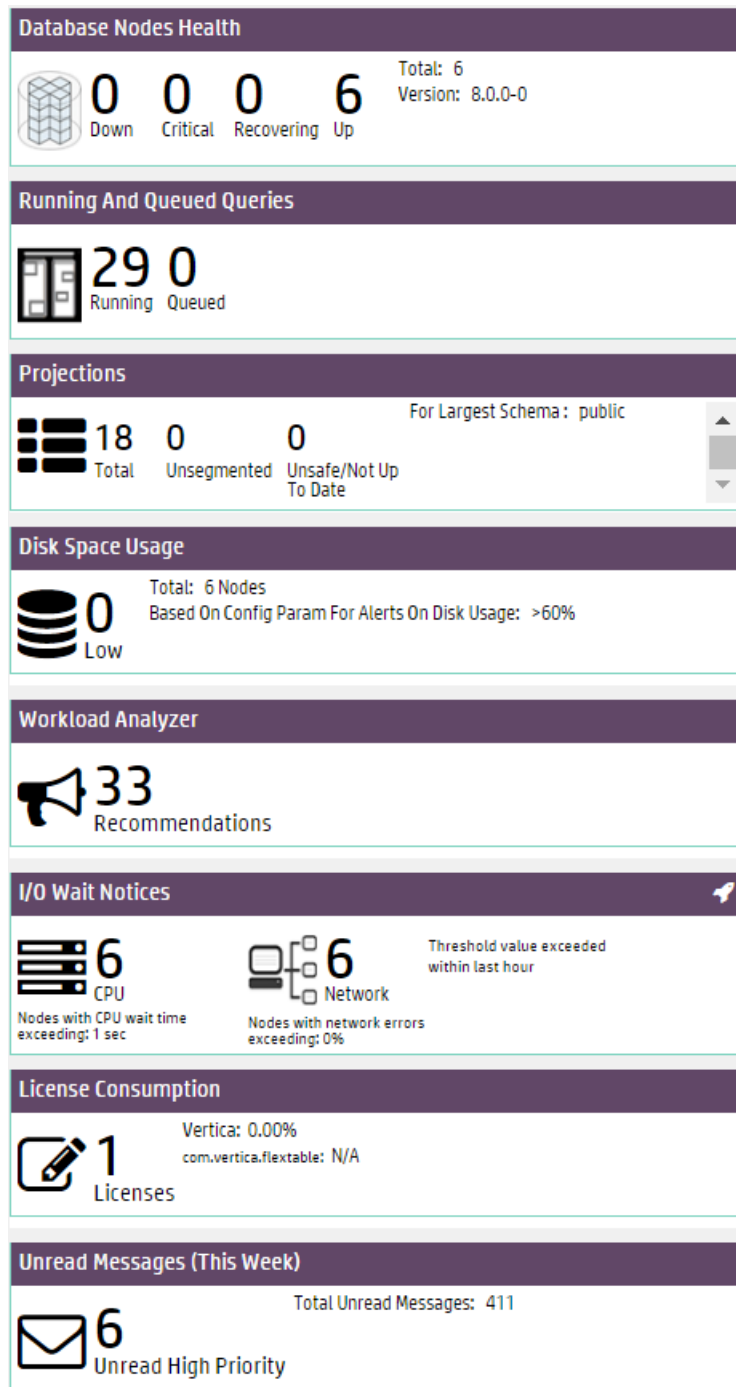 Database Nodes Health
0 0 0 6
Down Critical Recovering Up
Total: 6
Version: 8.0.0-0
Running And Queued Queries
29 0
Running Queued
Projections
18 0 0
Total Unsegmented Unsafe/Not Up
To Date
For Largest Schema : public
Disk Space Usage
0
Low
Total: 6 Nodes
Based On Config Param For Alerts On Disk Usage: >60%
Workload Analyzer
33
Recommendations
I/O Wait Notices
6
CPU
Nodes with CPU wait time
exceeding: 1 sec
6
Network
Nodes with network errors
exceeding: 0%
Threshold value exceeded
within last hour
License Consumption
1
Licenses
Vertica: 0.00%
com.vertica.flextable: N/A
Unread Messages (This Week)
6
Unread High Priority
Total Unread Messages: 411